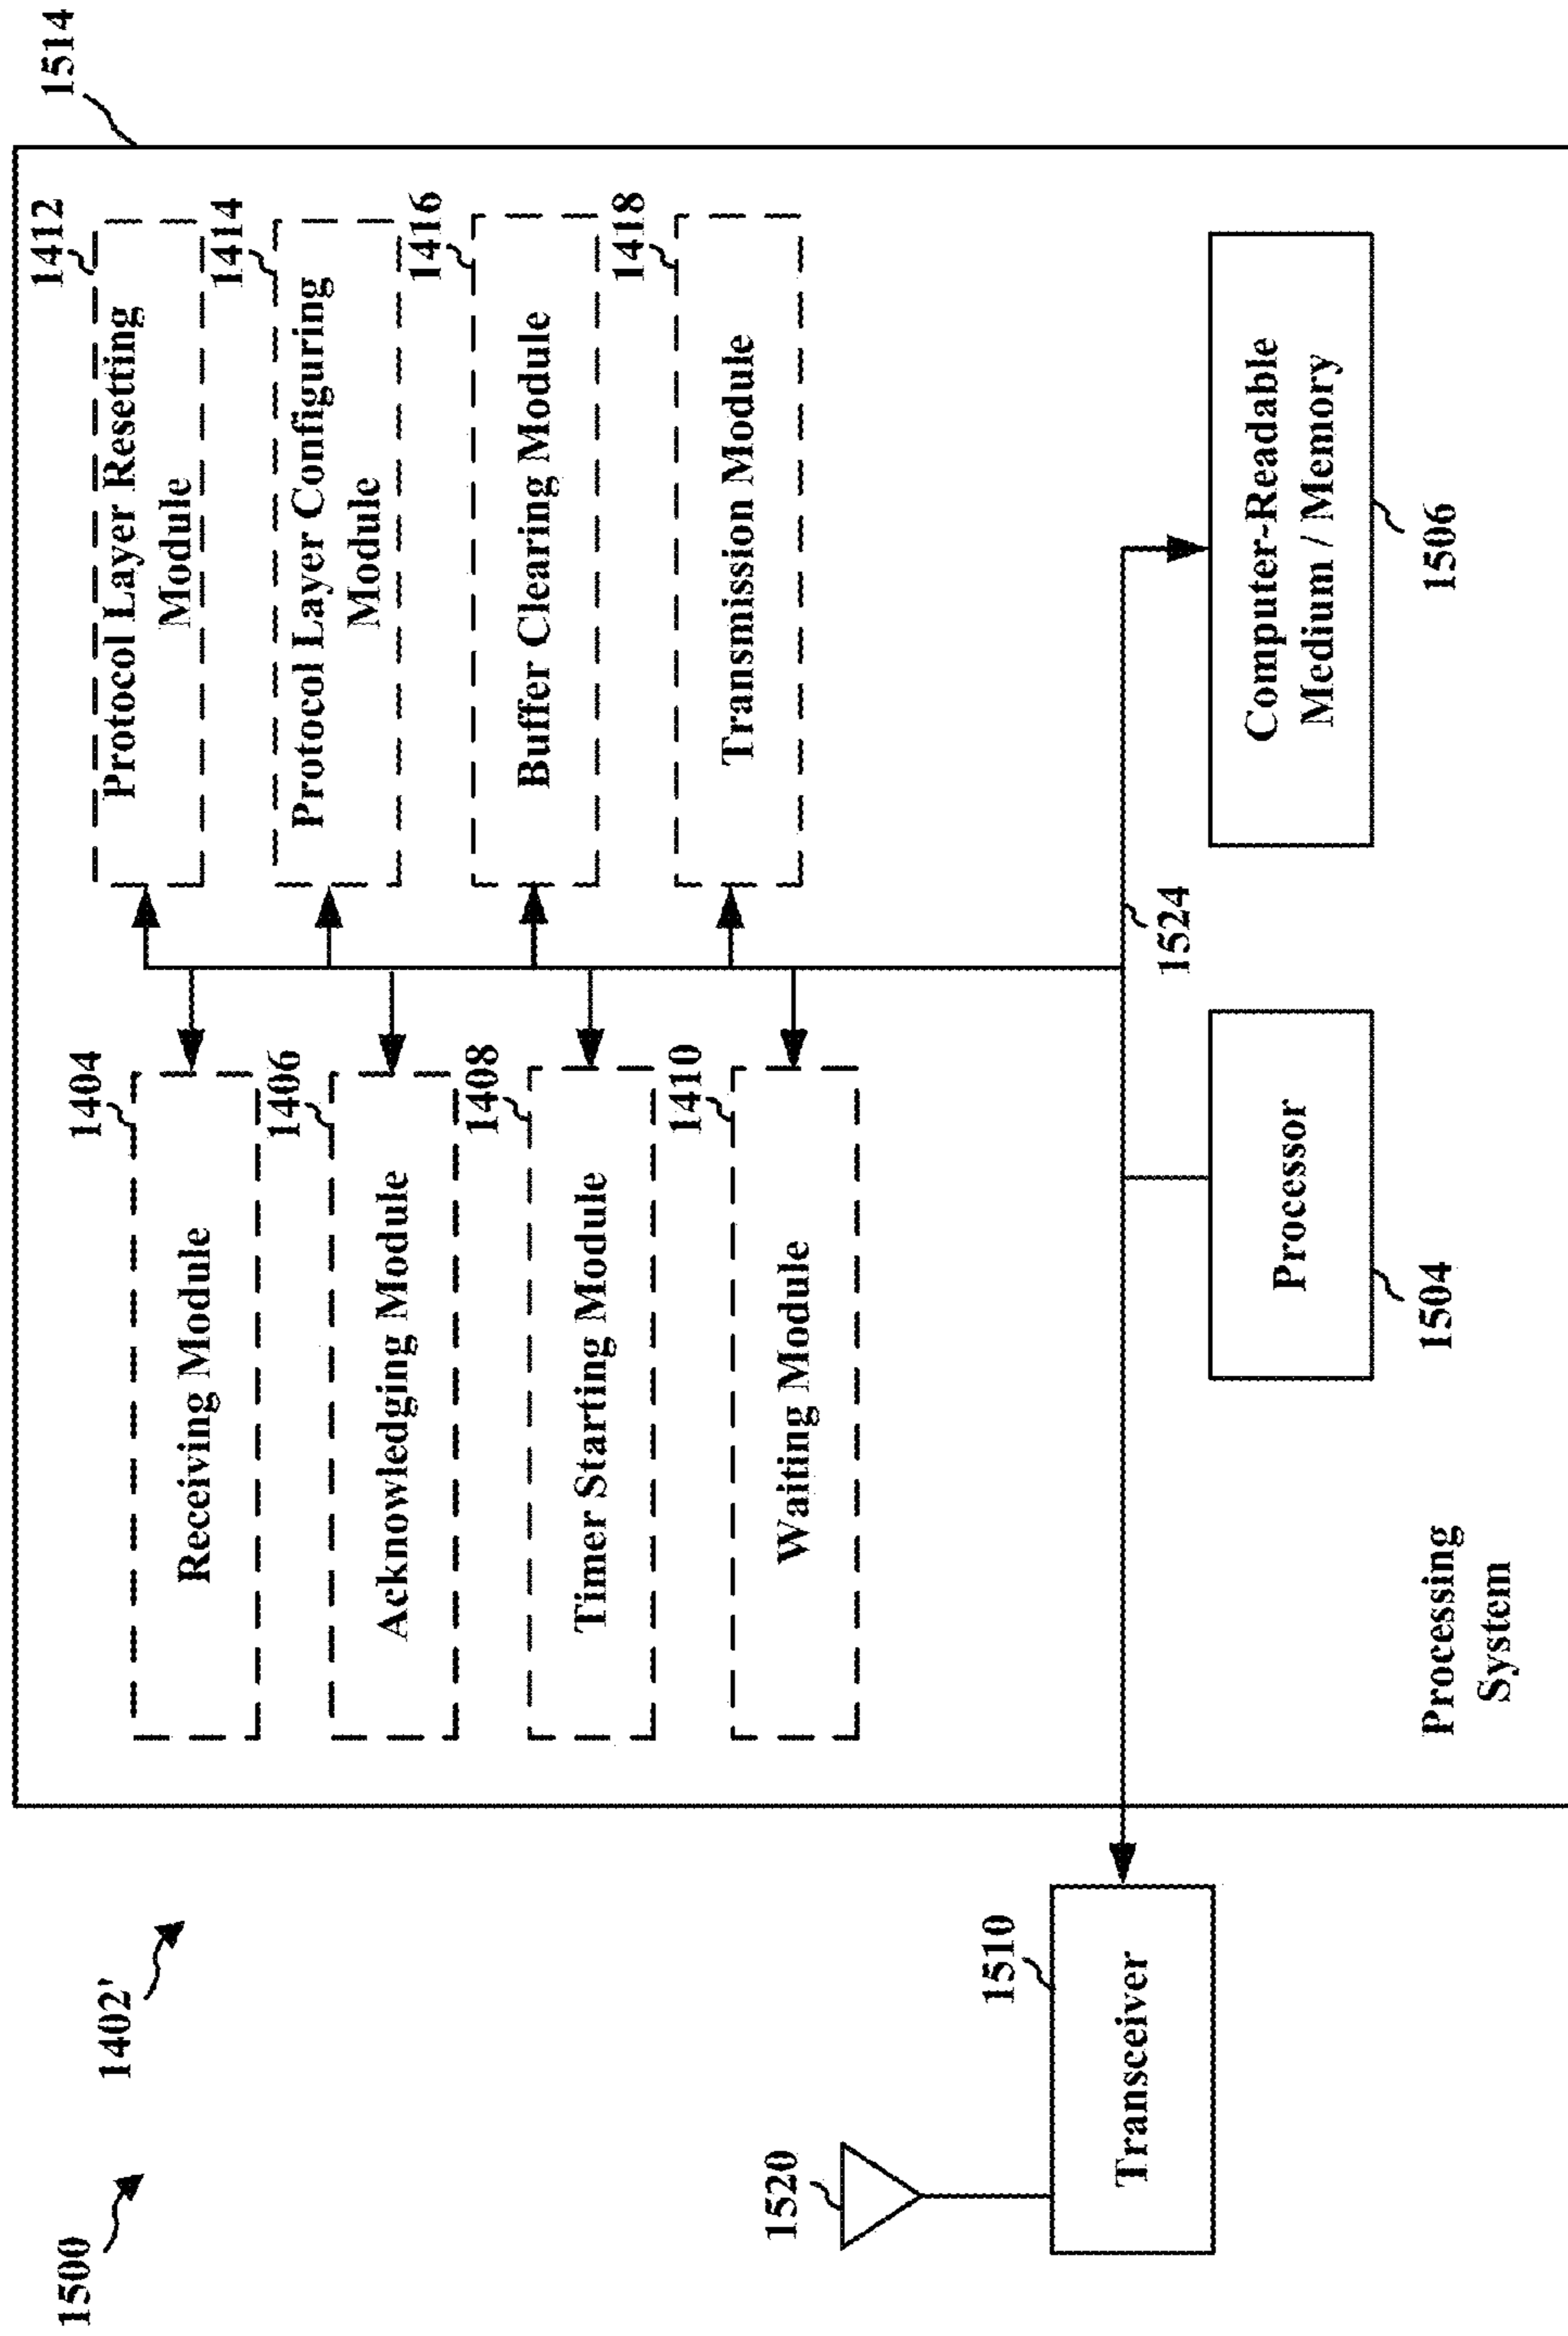 1500
1402'
1514
1404
Receiving Module
1406
Acknowledging Module
1408
Timer Starting Module
1410
Waiting Module
1412
Protocol Layer Resetting
Module
1414
Protocol Layer Configuring
Module
1416
Buffer Clearing Module
1418
Transmission Module
1520
1510
Transceiver
1524
Processor
1504
Computer-Readable
Medium / Memory
1506
Processing
System